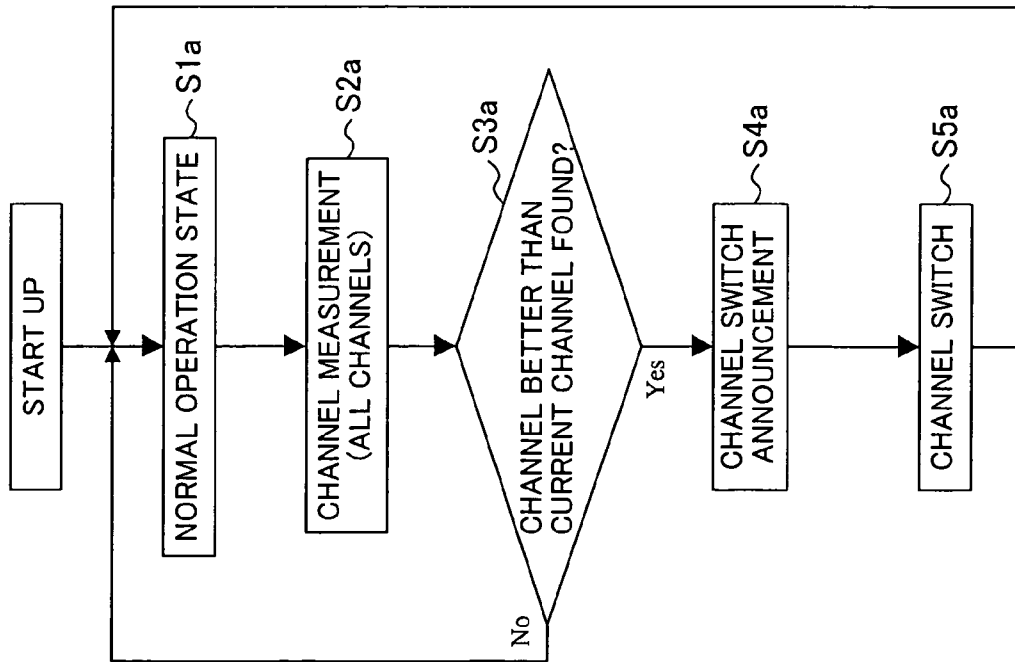 START UP
NORMAL OPERATION STATE
S1a
CHANNEL MEASUREMENT
(ALL CHANNELS)
S2a
CHANNEL BETTER THAN
CURRENT CHANNEL FOUND?
S3a
No
Yes
CHANNEL SWITCH
ANNOUNCEMENT
S4a
CHANNEL SWITCH
S5a